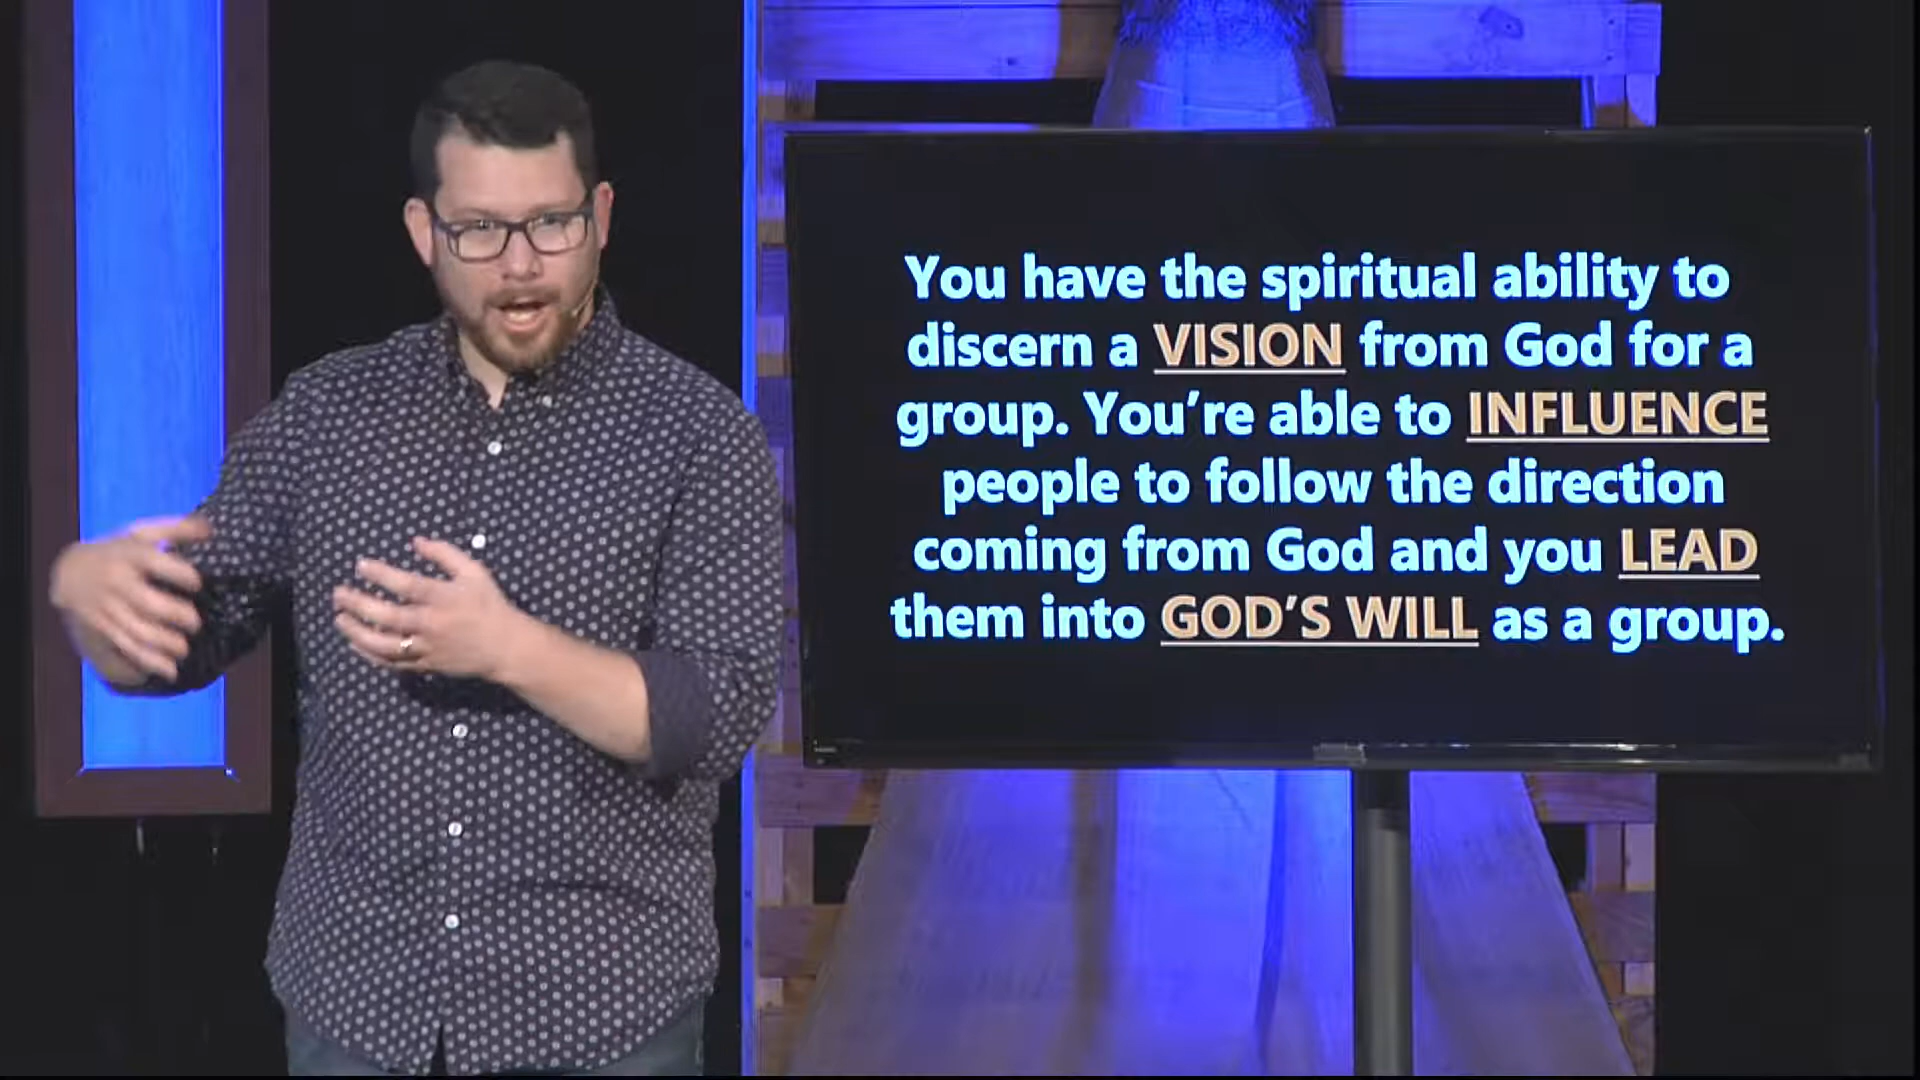 You have the spiritual ability to
discern a VISION from God for a
group. You’re able to INFLUENCE
people to follow the direction
coming from God and you LEAD
them into GOD’S WILL as a group.